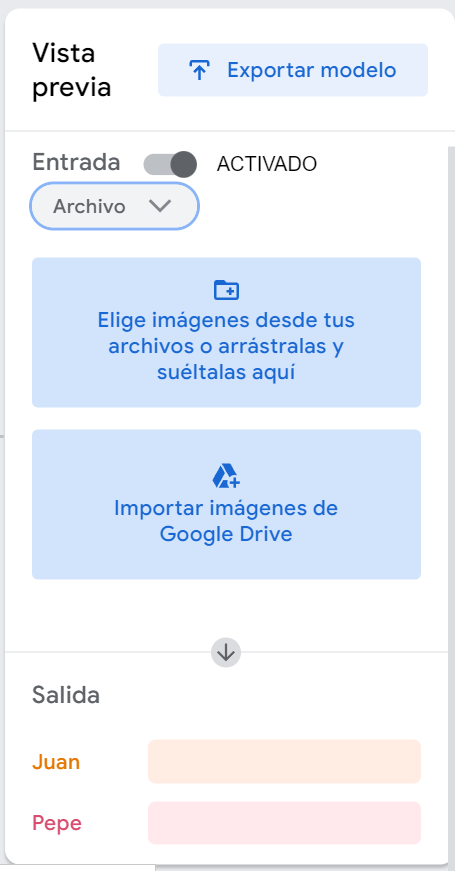 Vista
previa
Exportar modelo
Entrada
ACTIVADO
Archivo
Elige imágenes desde tus
archivos o arrástralas y
suéltalas aquí
Importar imágenes de
Google Drive
Salida
Juan
Pepe